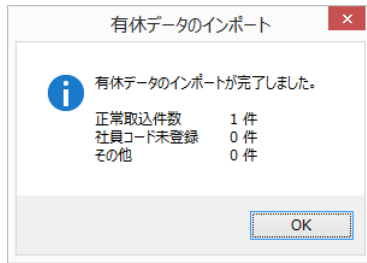 有休データのインポート
有休データのインポートが完了しました。
正常取込件数 1 件
社員コード未登録 0 件
その他 0 件
OK